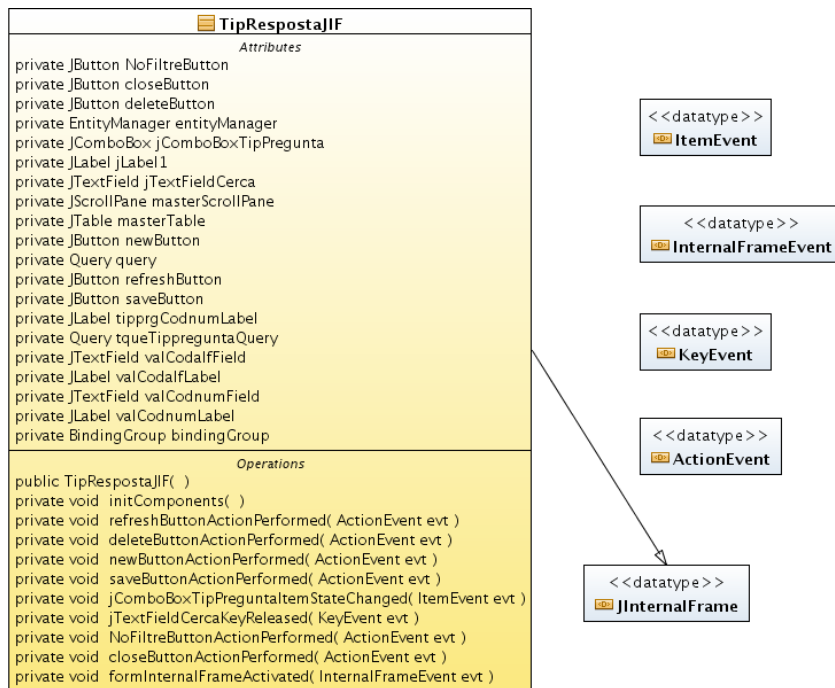 TipRespostaJIF
Attributes
private JButton NoFiltreButton
private JButton closeButton
private JButton deleteButton
private EntityManager entityManager
private JComboBox jComboBoxTipPregunta
private JLabel jLabel1
private JTextField jTextFieldCerca
private JScrollPane masterScrollPane
private JTable masterTable
private JButton newButton
private Query query
private JButton refreshButton
private JButton saveButton
private JLabel tipprgCodnumLabel
private Query tqueTippreguntaQuery
private JTextField valCodalfField
private JLabel valCodalfLabel
private JTextField valCodnumField
private JLabel valCodnumLabel
private BindingGroup bindingGroup
Operations
public TipRespostaJIF( )
private void initComponents( )
private void refreshButtonActionPerformed( ActionEvent evt )
private void deleteButtonActionPerformed( ActionEvent evt )
private void newButtonActionPerformed( ActionEvent evt )
private void saveButtonActionPerformed( ActionEvent evt )
private void jComboBoxTipPreguntaItemStateChanged( ItemEvent evt )
private void jTextFieldCercaKeyReleased( KeyEvent evt )
private void NoFiltreButtonActionPerformed( ActionEvent evt )
private void closeButtonActionPerformed( ActionEvent evt )
private void formInternalFrameActivated( InternalFrameEvent evt )
<<datatype>>
ItemEvent
<<datatype>>
InternalFrameEvent
<<datatype>>
KeyEvent
<<datatype>>
ActionEvent
<<datatype>>
JInternalFrame